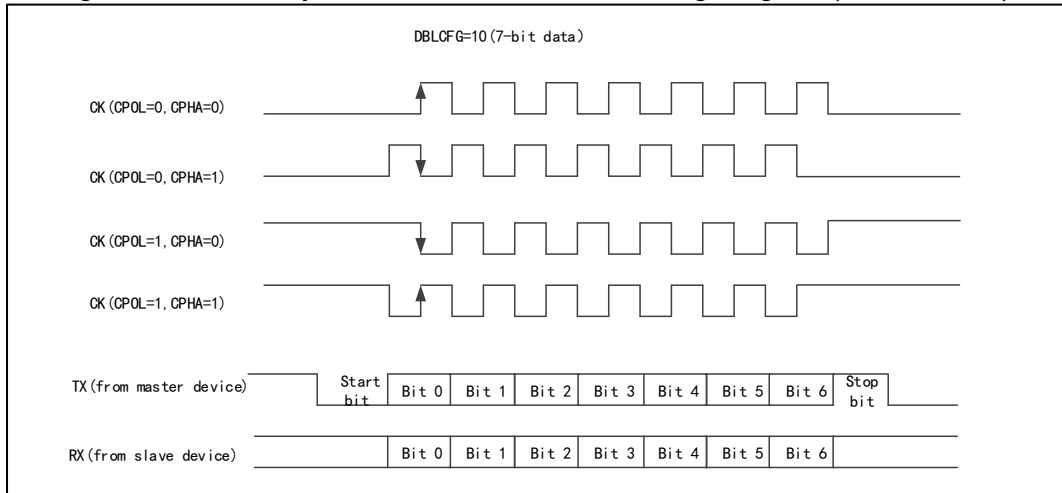 DBLCFG=10(7-bit data)
CK(CPOL=0,CPHA=0)
CK(CPOL=0,CPHA=1)
CK(CPOL=1,CPHA=0)
CK(CPOL=1,CPHA=1)
TX(from master device) Start bit Bit 0 Bit 1 Bit 2 Bit 3 Bit 4 Bit 5 Bit 6 Stop bit
RX(from slave device) Bit 0 Bit 1 Bit 2 Bit 3 Bit 4 Bit 5 Bit 6